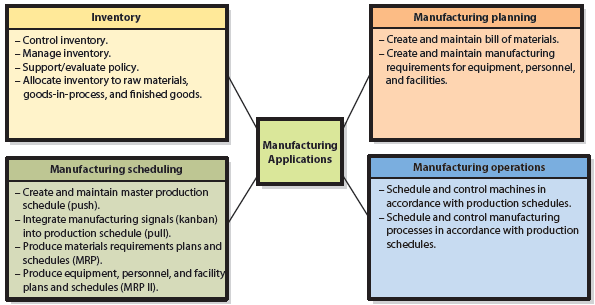 Inventory
– Control inventory.
– Manage inventory.
– Support/evaluate policy.
– Allocate inventory to raw materials,
goods-in-process, and finished goods.
Manufacturing planning
– Create and maintain bill of materials.
– Create and maintain manufacturing
requirements for equipment, personnel,
and facilities.
Manufacturing
Applications
Manufacturing scheduling
– Create and maintain master production
schedule (push).
– Integrate manufacturing signals (kanban)
into production schedule (pull).
– Produce materials requirements plans and
schedules (MRP).
– Produce equipment, personnel, and facility
plans and schedules (MRP II).
Manufacturing operations
– Schedule and control machines in
accordance with production schedules.
– Schedule and control manufacturing
processes in accordance with production
schedules.